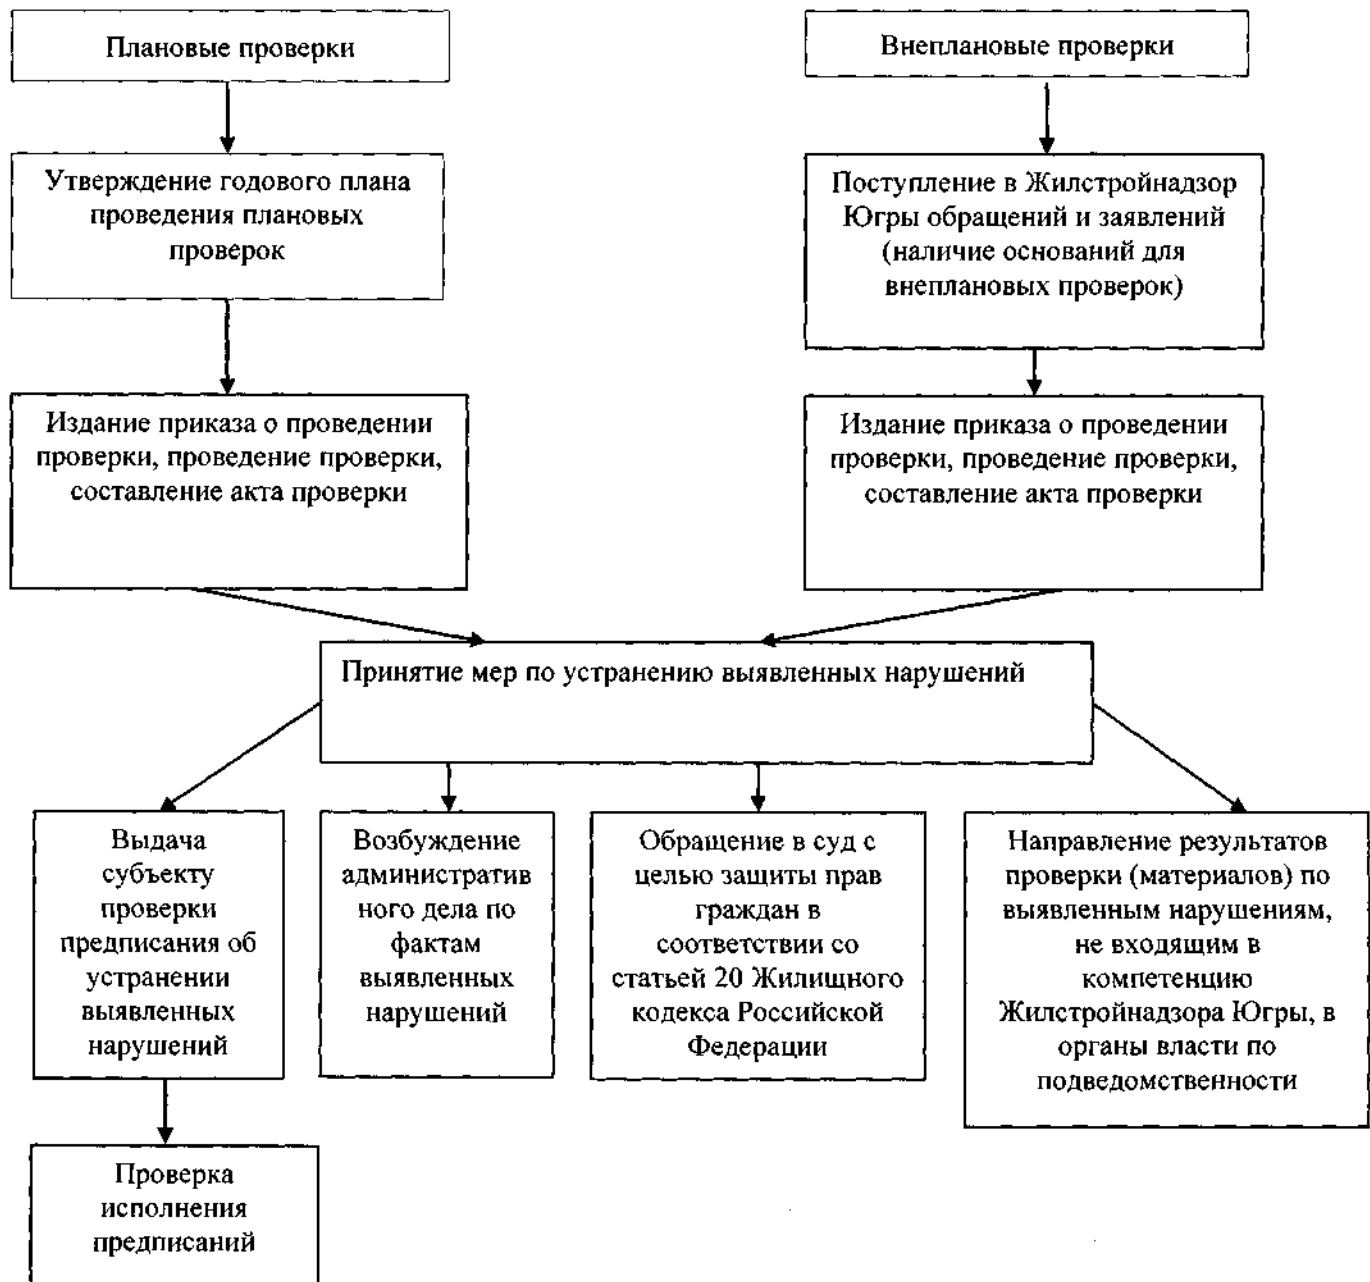 Плановые проверки
Внеплановые проверки
Утверждение годового плана
проведения плановых
проверок
Поступление в Жилстройнадзор
Югры обращений и заявлений
(наличие оснований для
внеплановых проверок)
Издание приказа о проведении
проверки, проведение проверки,
составление акта проверки
Издание приказа о проведении
проверки, проведение проверки,
составление акта проверки
Принятие мер по устранению выявленных нарушений
Выдача
субъекту
проверки
предписания об
устранении
выявленных
нарушений
Возбуждение
административ
ного дела по
фактам
выявленных
нарушений
Обращение в суд с
целью защиты прав
граждан в
соответствии со
статьей 20 Жилищного
кодекса Российской
Федерации
Направление результатов
проверки (материалов) по
выявленным нарушениям,
не входящим в
компетенцию
Жилстройнадзора Югры, в
органы власти по
подведомственности
Проверка
исполнения
предписаний